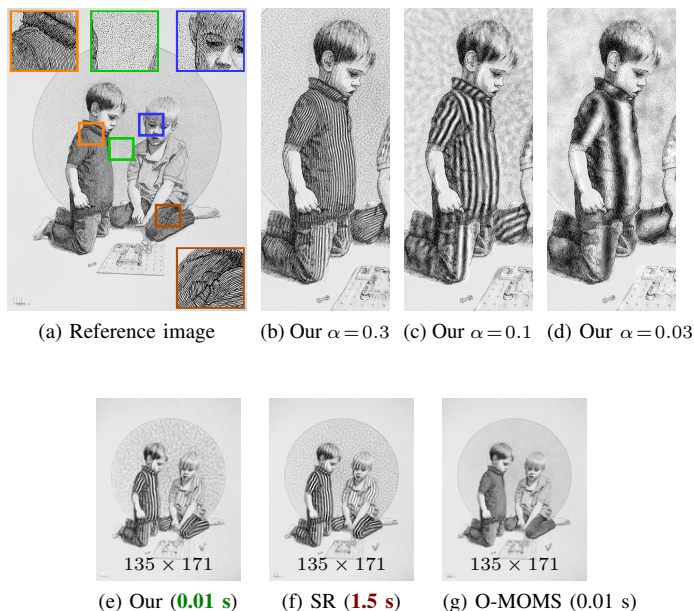 (a) Reference image
(b) Our α=0.3
(c) Our α=0.1
(d) Our α=0.03
135 × 171
135 × 171
135 × 171
(e) Our (0.01 s)
(f) SR (1.5 s)
(g) O-MOMS (0.01 s)